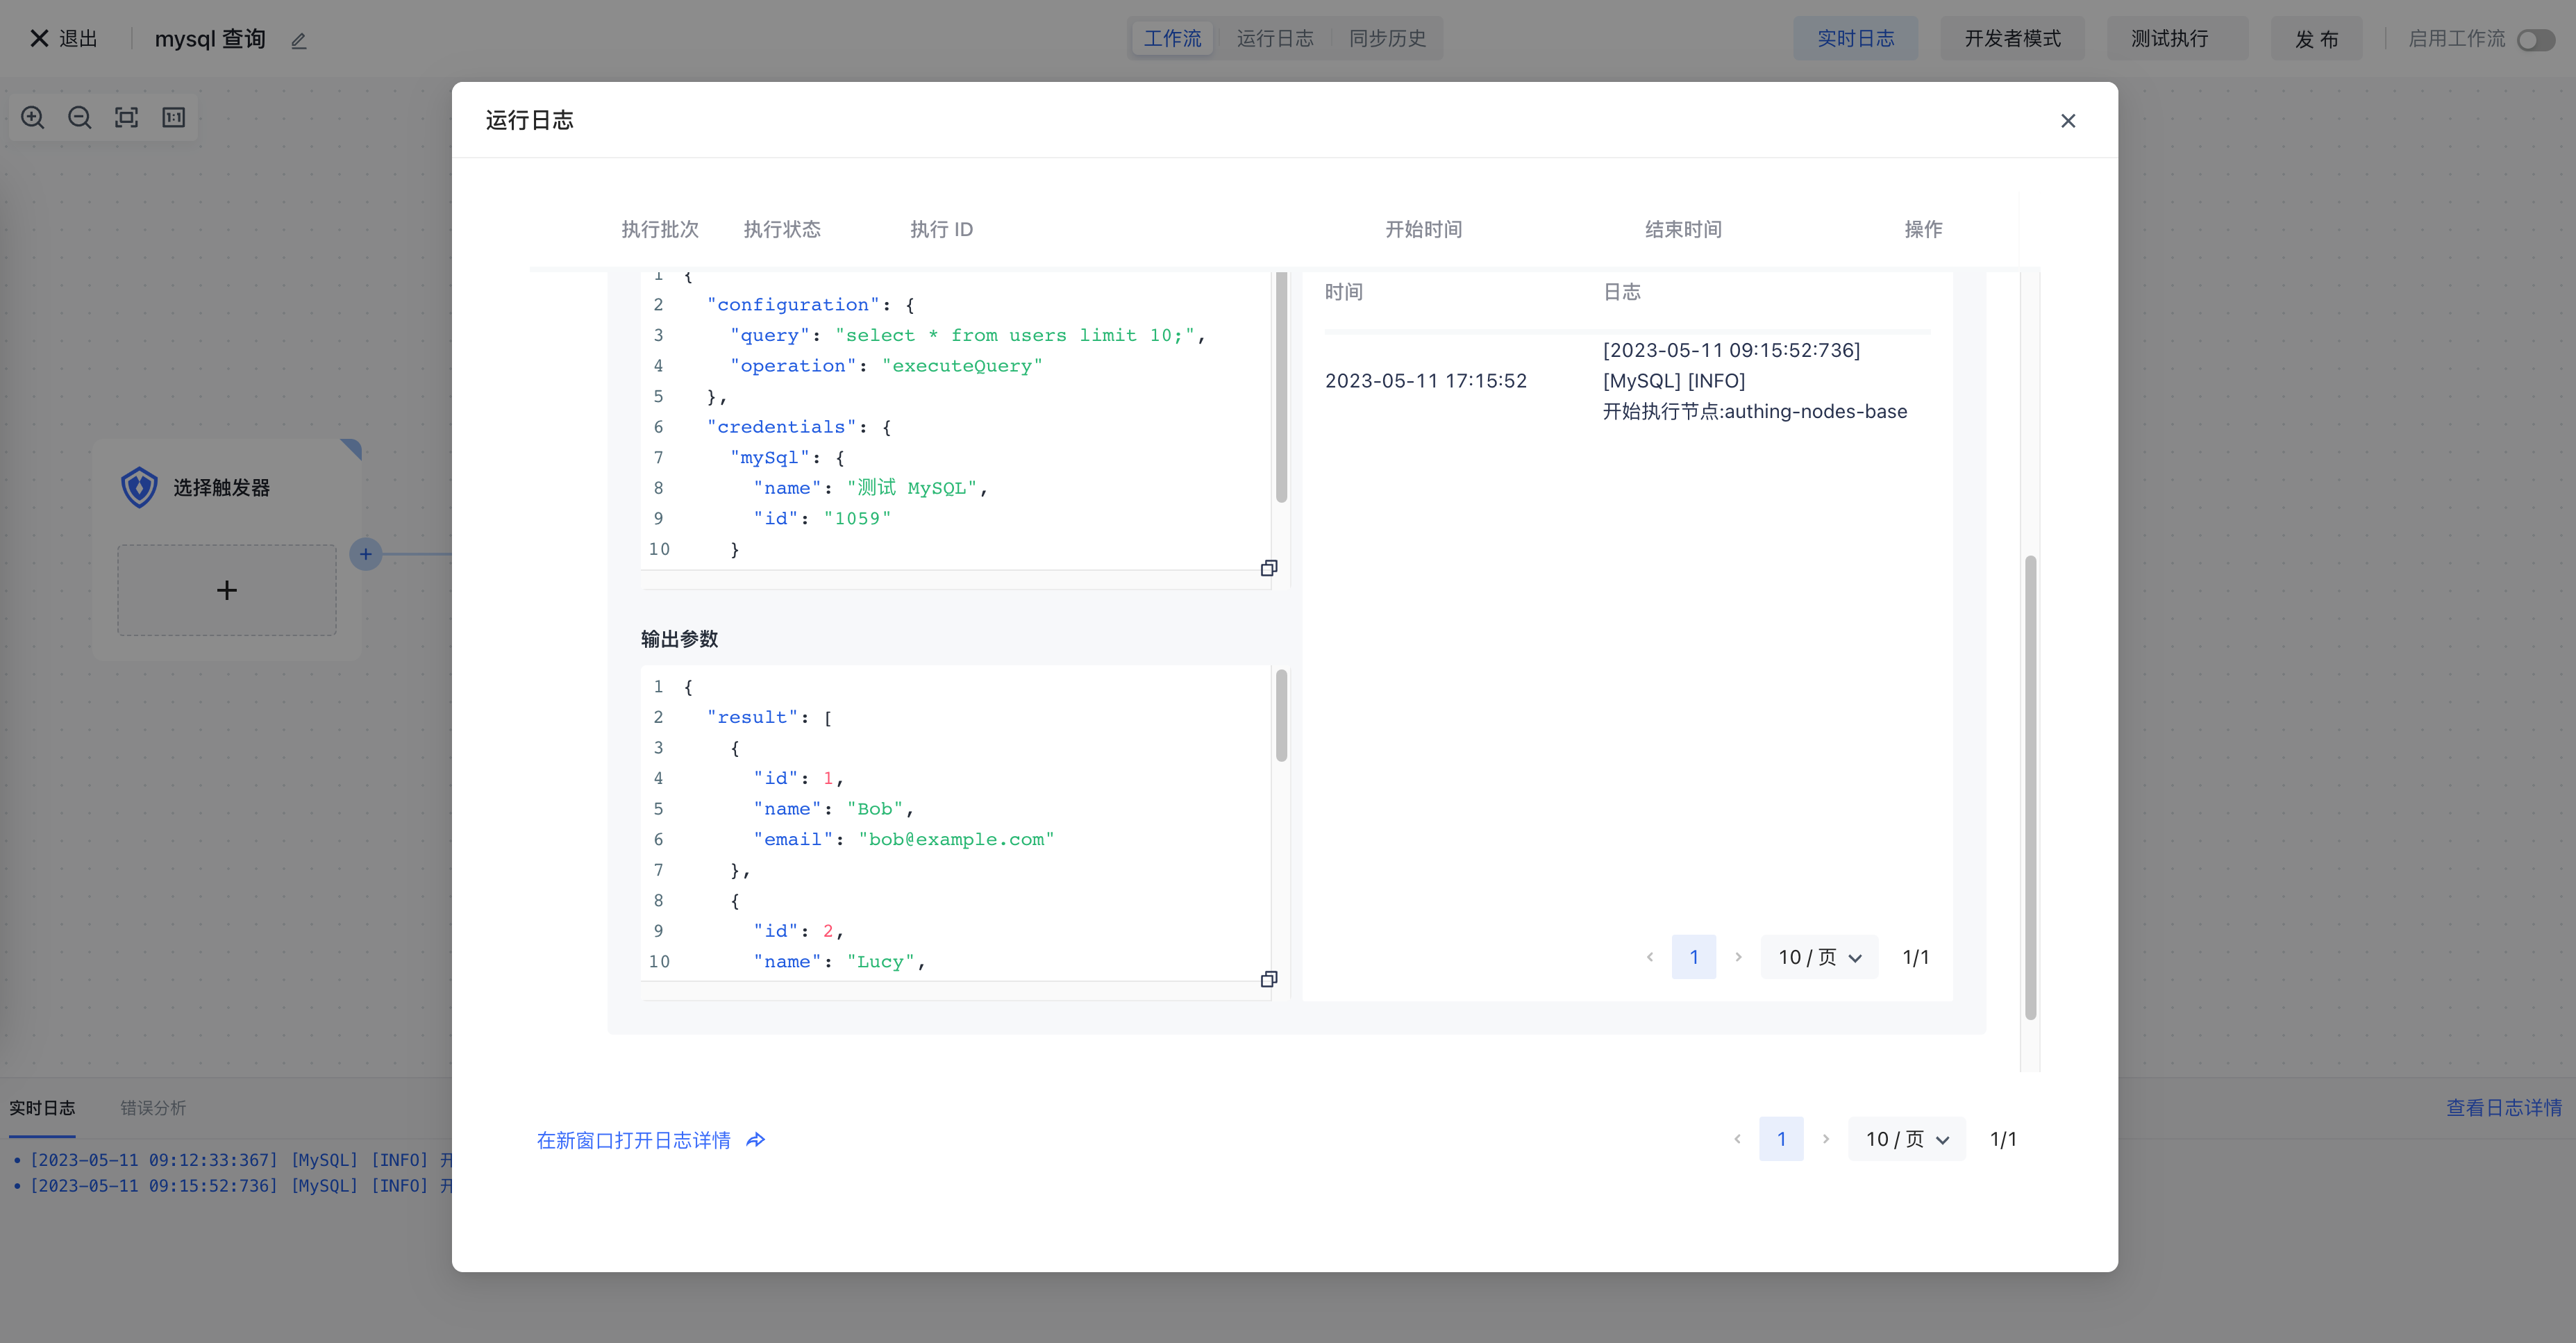 退出
mysql 查询
工作流 运行日志 同步历史
实时日志 开发者模式 测试执行 发 布 启用工作流
1:1
选择触发器
运行日志
执行批次 执行状态 执行 ID 开始时间 结束时间 操作
1 {
2 "configuration": {
3 "query": "select * from users limit 10;",
4 "operation": "executeQuery"
5 },
6 "credentials": {
7 "mySql": {
8 "name": "测试 MySQL",
9 "id": "1059"
10 }
时间 日志
2023-05-11 17:15:52
[2023-05-11 09:15:52:736]
[MySQL] [INFO]
开始执行节点:authing-nodes-base
输出参数
1 {
2 "result": [
3 {
4 "id": 1,
5 "name": "Bob",
6 "email": "bob@example.com"
7 },
8 {
9 "id": 2,
10 "name": "Lucy",
1 10 / 页 1/1
在新窗口打开日志详情
1 10 / 页 1/1
实时日志 错误分析
查看日志详情
[2023-05-11 09:12:33:367] [MySQL] [INFO] 开
[2023-05-11 09:15:52:736] [MySQL] [INFO] 开